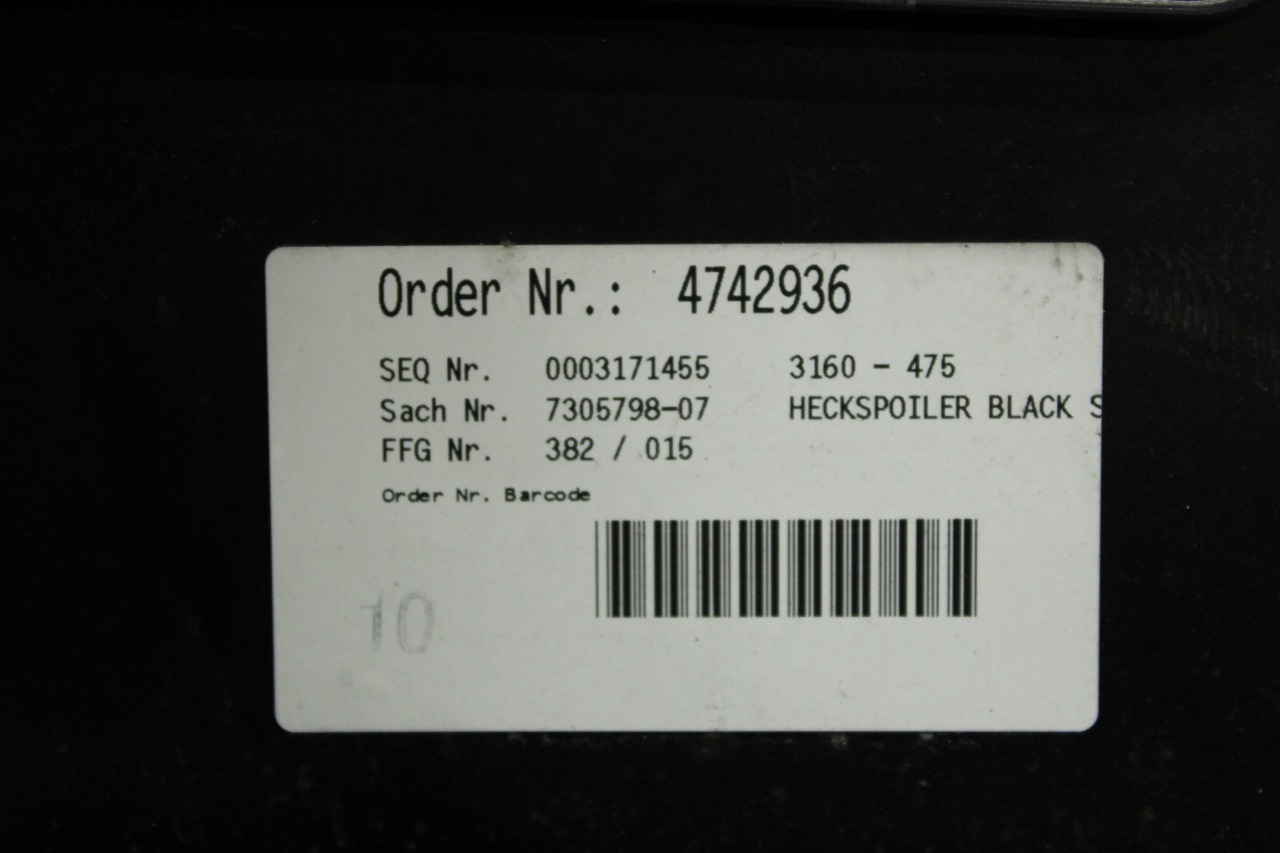 Order Nr.: 4742936
SEQ Nr. 0003171455 3160 - 475
Sach Nr. 7305798-07 HECKSPOILER BLACK S
FFG Nr. 382 / 015
Order Nr. Barcode
10